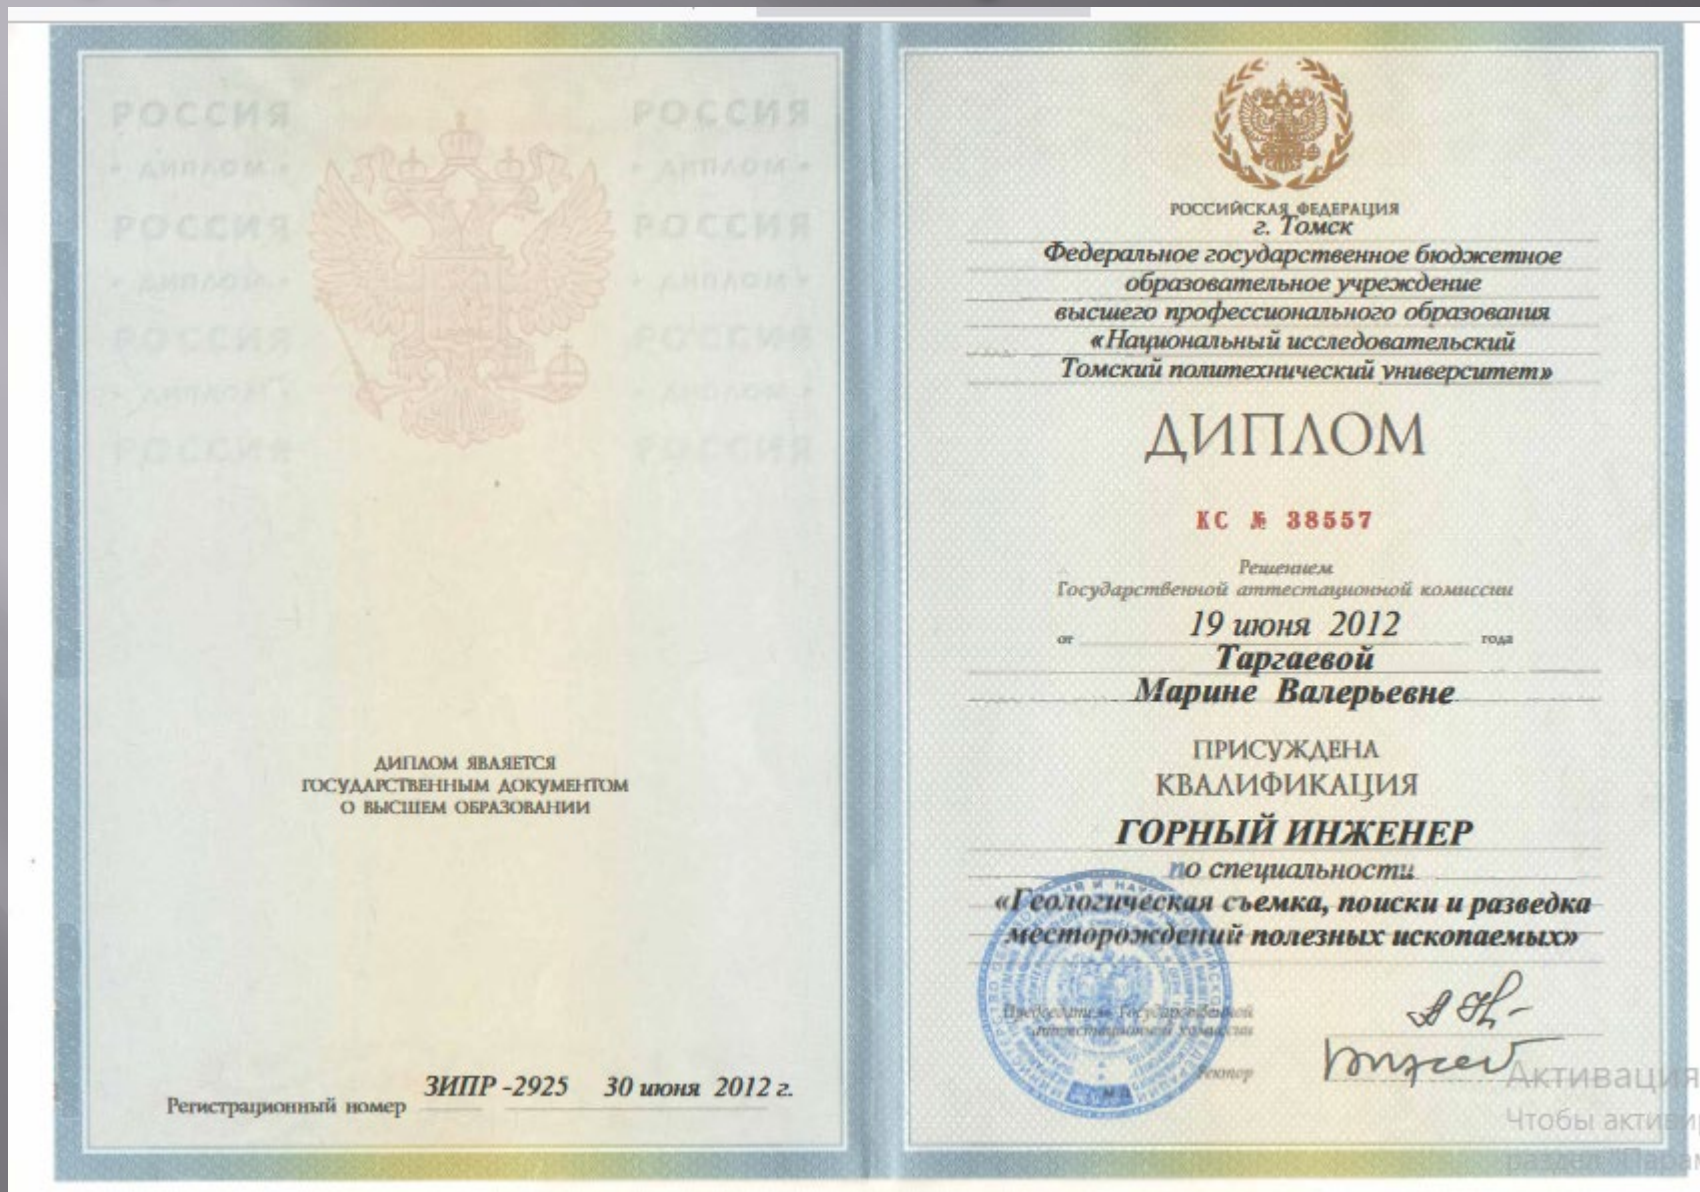 РОССИЯ РОССИЯ
• ДИПЛОМ • • ДИПЛОМ •
РОССИЯ РОССИЯ
• ДИПЛОМ • • ДИПЛОМ •
РОССИЯ РОССИЯ
• ДИПЛОМ • • ДИПЛОМ •
РОССИЯ РОССИЯ
ДИПЛОМ ЯВЛЯЕТСЯ
ГОСУДАРСТВЕННЫМ ДОКУМЕНТОМ
О ВЫСШЕМ ОБРАЗОВАНИИ
Регистрационный номер ЗИПР -2925 30 июня 2012 г.
РОССИЙСКАЯ ФЕДЕРАЦИЯ
г. Томск
Федеральное государственное бюджетное
образовательное учреждение
высшего профессионального образования
«Национальный исследовательский
Томский политехнический университет»
ДИПЛОМ
КС № 38557
Решением
Государственной аттестационной комиссии
от 19 июня 2012 года
Таргаевой
Марине Валерьевне
ПРИСУЖДЕНА
КВАЛИФИКАЦИЯ
ГОРНЫЙ ИНЖЕНЕР
по специальности
«Геологическая съемка, поиски и разведка
месторождений полезных ископаемых»
Председатель Государственной
аттестационной комиссии
Ректор
М.П.
Активация
Чтобы активир
раздел "Парам